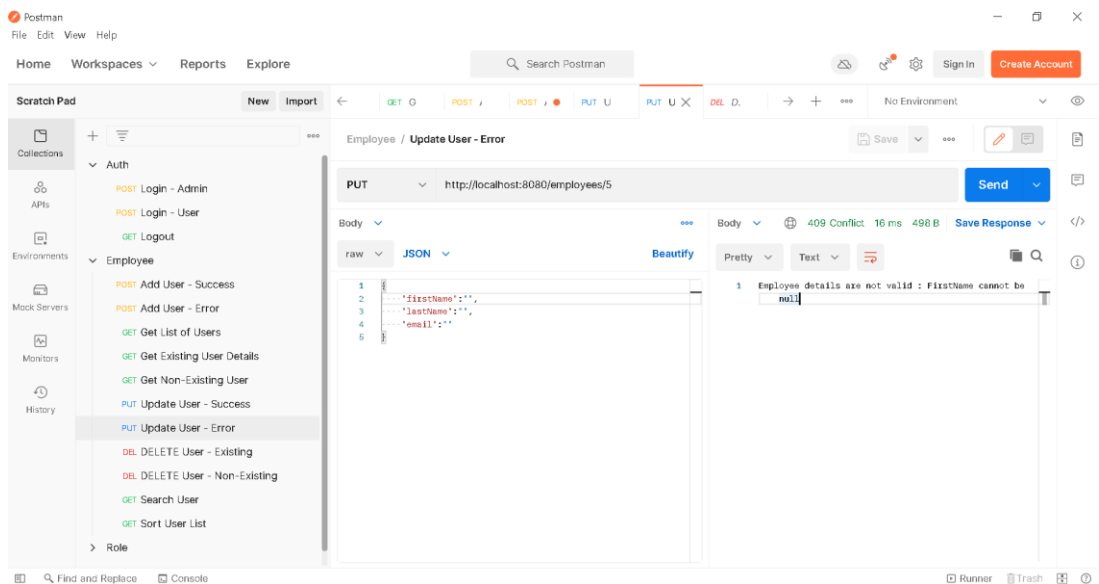 Postman
File Edit View Help
Home Workspaces Reports Explore Search Postman Sign In Create Account
Scratch Pad New Import GET G POST POST PUT U PUT U DEL D. No Environment
Collections
APIs
Environments
Mock Servers
Monitors
History
Auth
POST Login - Admin
POST Login - User
GET Logout
Employee
POST Add User - Success
POST Add User - Error
GET Get List of Users
GET Get Existing User Details
GET Get Non-Existing User
PUT Update User - Success
PUT Update User - Error
DEL DELETE User - Existing
DEL DELETE User - Non-Existing
GET Search User
GET Sort User List
Role
Employee / Update User - Error Save
PUT http://localhost:8080/employees/5 Send
Body
raw JSON Beautify
1 {
2 "firstName":"",
3 "lastName":"",
4 "email":""
5 }
Body 409 Conflict 16 ms 498 B Save Response
Pretty Text
1 Employee details are not valid : FirstName cannot be
null
Find and Replace Console Runner Trash